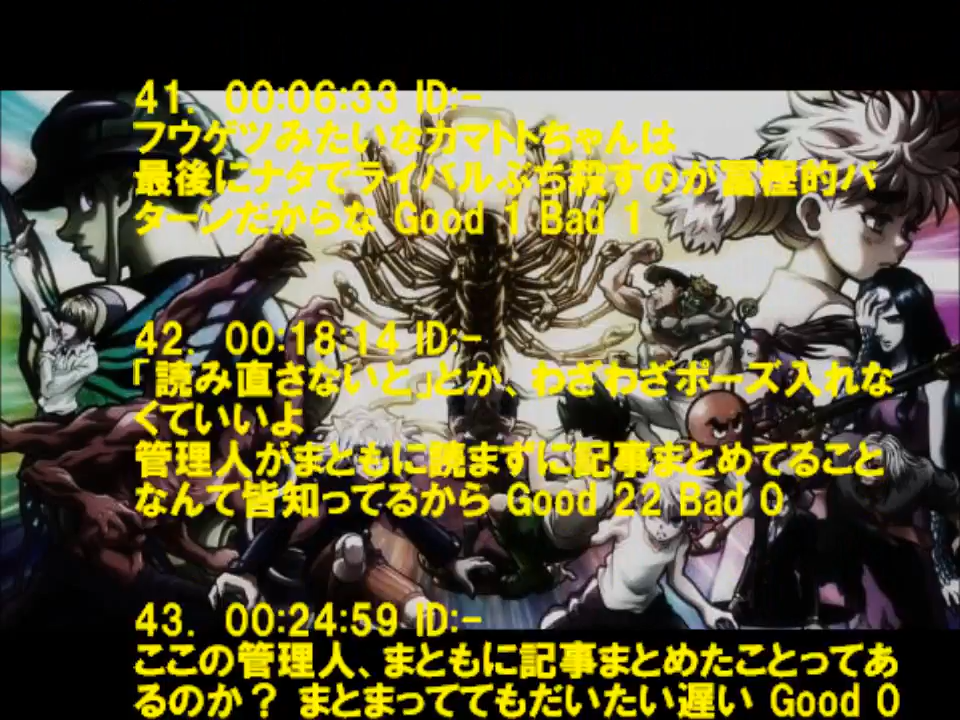 41. 00:06:33 ID:-
フウゲツみたいなカマトトちゃんは
最後にナタでライバルぶち殺すのが冨樫的パ
ターンだからな Good 1 Bad 1
42. 00:18:14 ID:-
「読み直さないと」とか、わざわざポーズ入れな
くていいよ
管理人がまともに読まずに記事まとめてること
なんて皆知ってるから Good 22 Bad 0
43. 00:24:59 ID:-
ここの管理人、まともに記事まとめたことってあ
るのか？ まとまっててもだいたい遅い Good 0